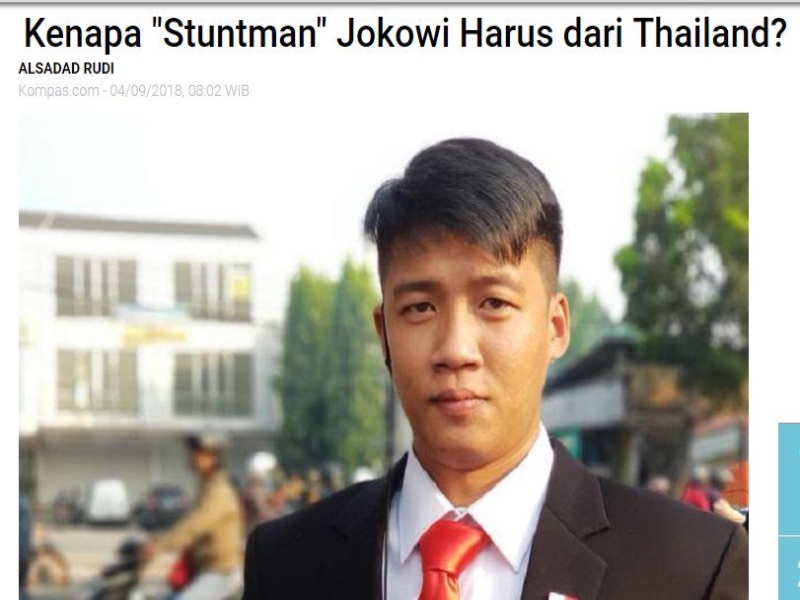 Kenapa "Stuntman" Jokowi Harus dari Thailand?
ALSADAD RUDI
Kompas.com - 04/09/2018, 08:02 WIB